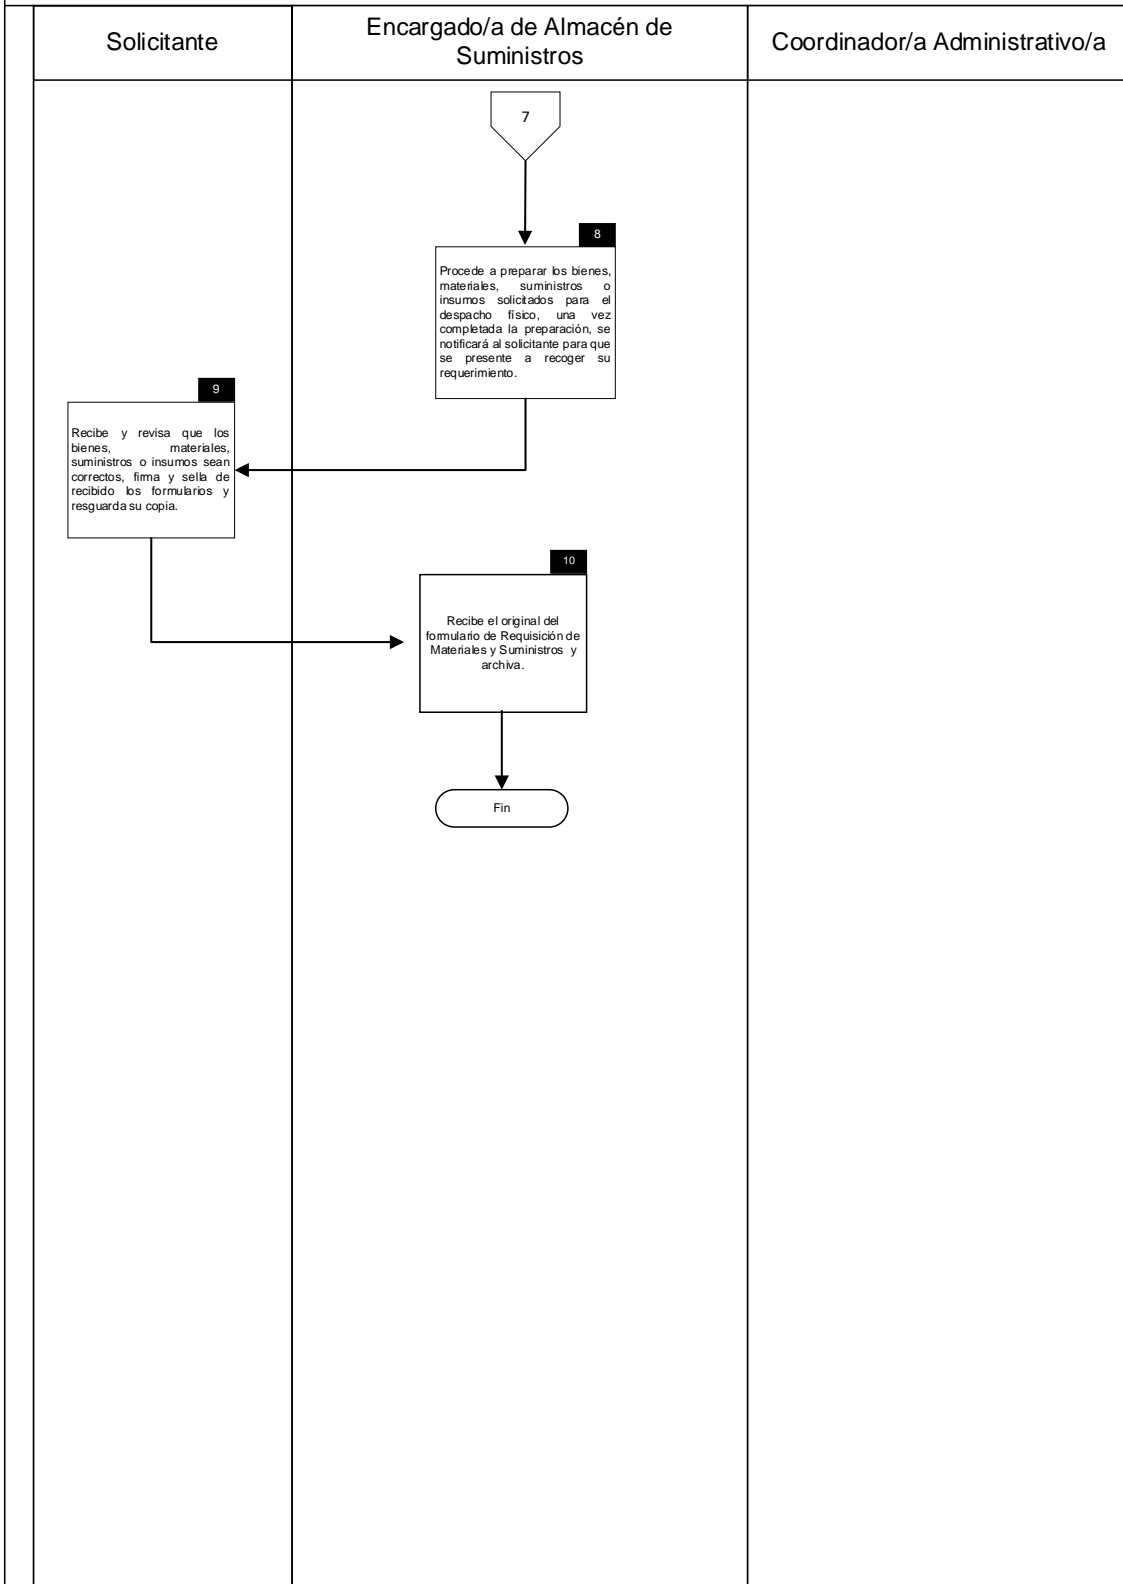 Solicitante
Encargado/a de Almacén de
Suministros
Coordinador/a Administrativo/a
7
8
Procede a preparar los bienes,
materiales, suministros o
insumos solicitados para el
despacho físico, una vez
completada la preparación, se
notificará al solicitante para que
se presente a recoger su
requerimiento.
9
Recibe y revisa que los
bienes, materiales,
suministros o insumos sean
correctos, firma y sella de
recibido los formularios y
resguarda su copia.
10
Recibe el original del
formulario de Requisición de
Materiales y Suministros y
archiva.
Fin